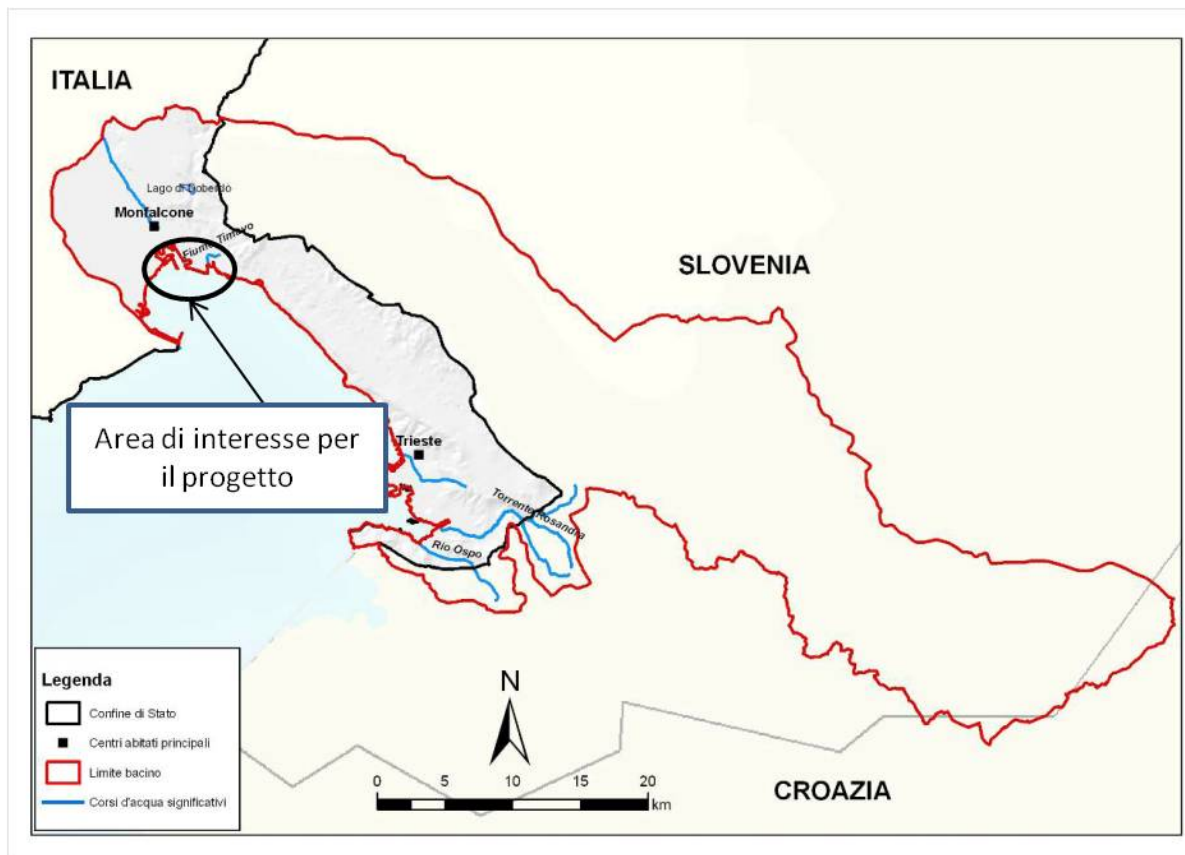 ITALIA
Lago di Doberdò
Monfalcone
Fiume Timavo
SLOVENIA
Area di interesse per
il progetto
Trieste
Torrente Rosandra
Rio Ospo
Legenda
Confine di Stato
Centri abitati principali
Limite bacino
Corsi d'acqua significativi
N
0 5 10 15 20
km
CROAZIA